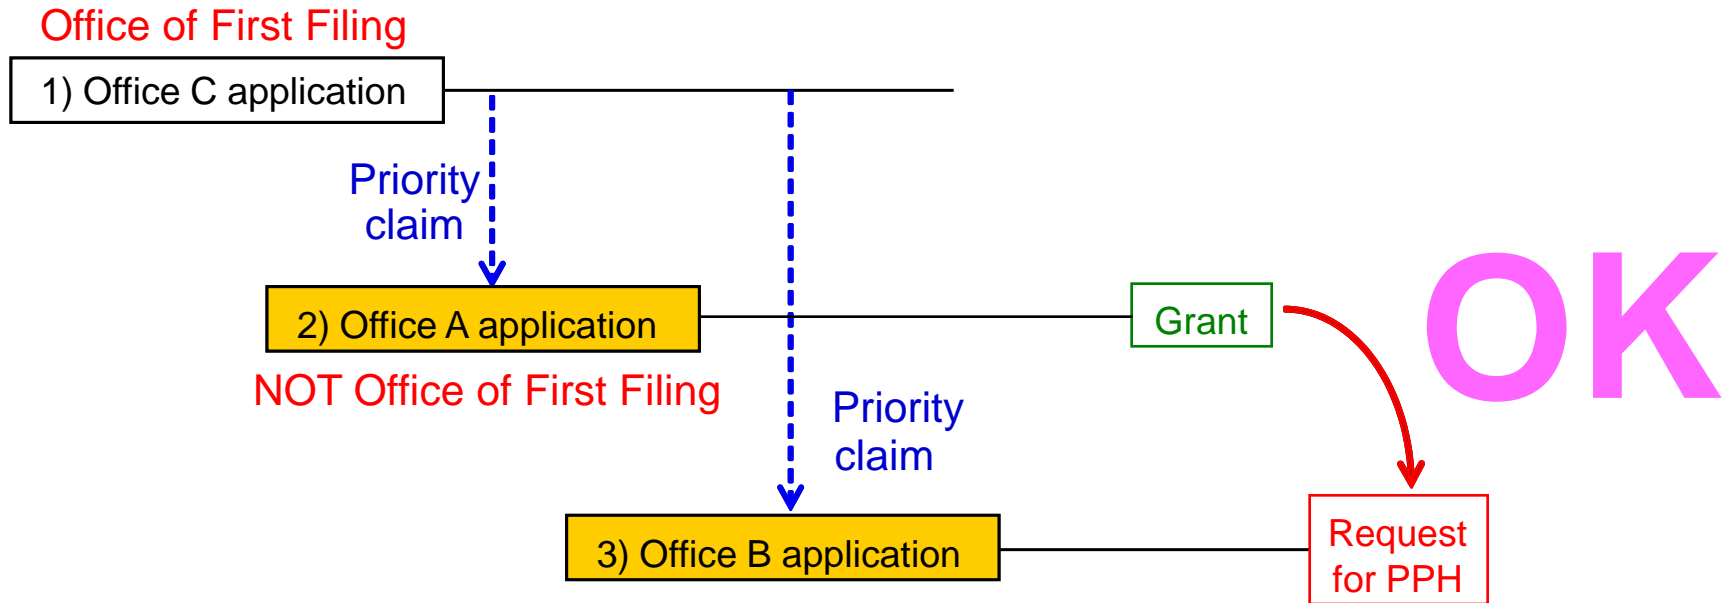 Office of First Filing
1) Office C application
Priority
claim
2) Office A application
Grant
OK
NOT Office of First Filing
Priority
claim
3) Office B application
Request
for PPH